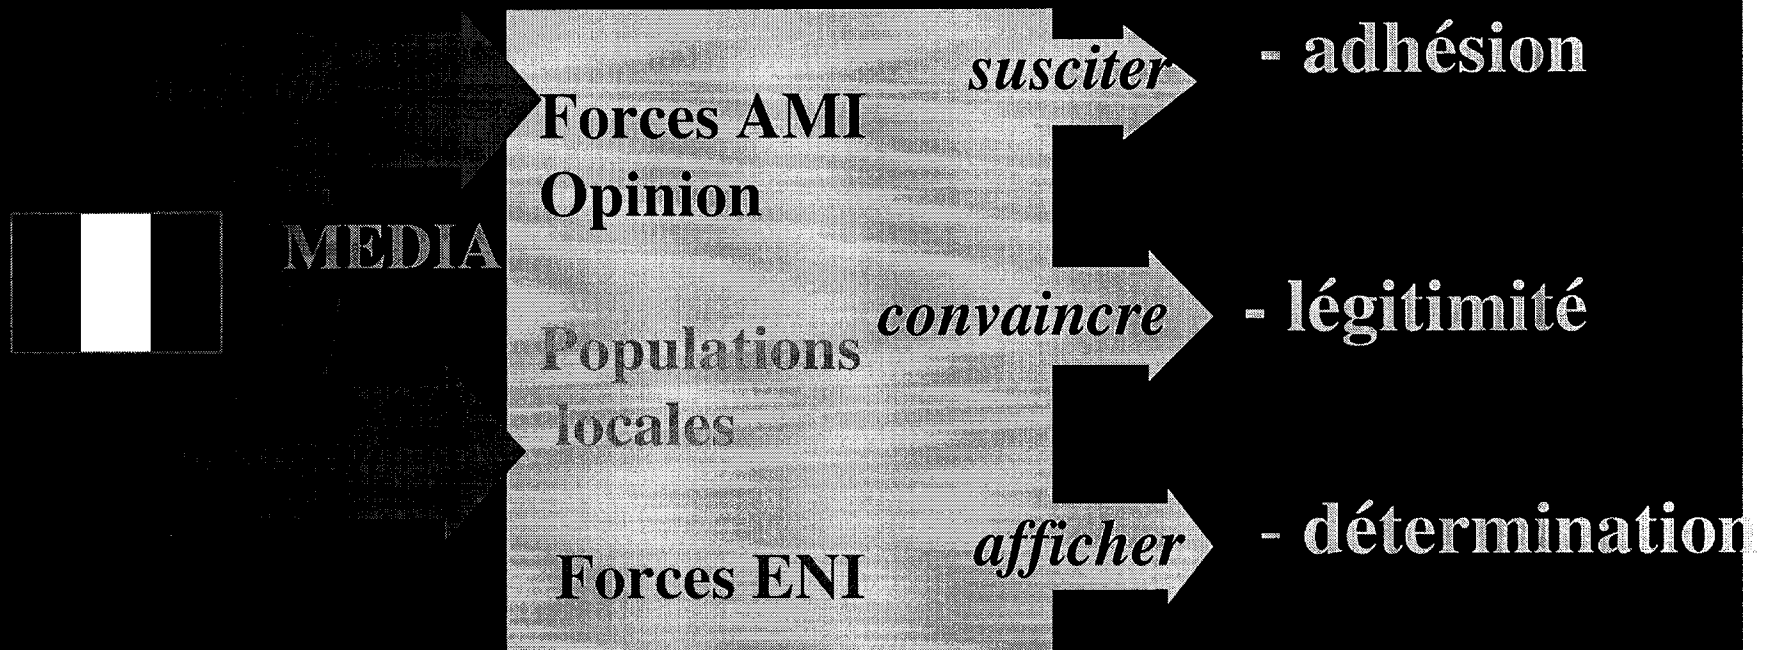 MEDIA
Forces AMI
Opinion
Populations
locales
Forces ENI
susciter
- adhésion
convaincre
- légitimité
afficher
- détermination